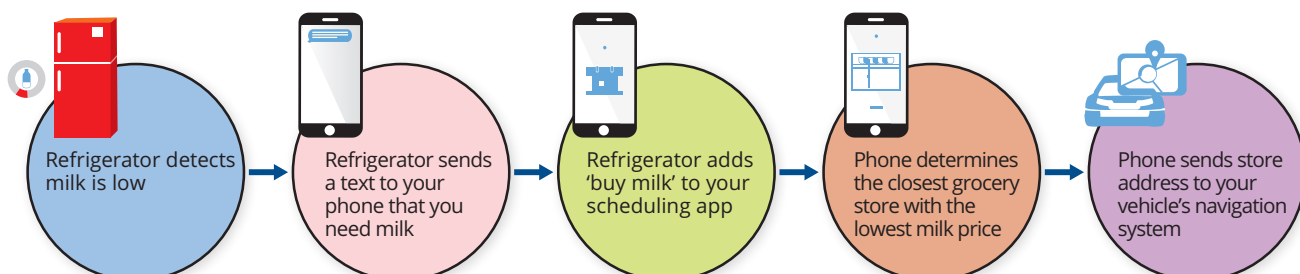 Refrigerator detects
milk is low
Refrigerator sends
a text to your
phone that you
need milk
Refrigerator adds
‘buy milk’ to your
scheduling app
Phone determines
the closest grocery
store with the
lowest milk price
Phone sends store
address to your
vehicle’s navigation
system